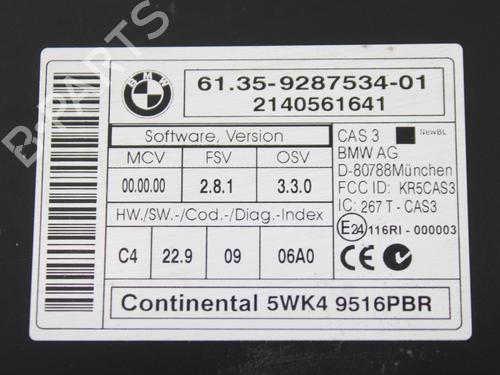 B-PARTS
BMW
61.35-9287534-01
2140561641
Software, Version
MCV FSV OSV
00.00.00 2.8.1 3.3.0
HW./SW.-/Cod.-/Diag.-Index
C4 22.9 09 06A0
CAS 3 NewBL
BMW AG
D-80788München
FCC ID: KR5CAS3
IC: 267 T - CAS3
E24 116RI - 000003
CE
Continental 5WK4 9516PBR